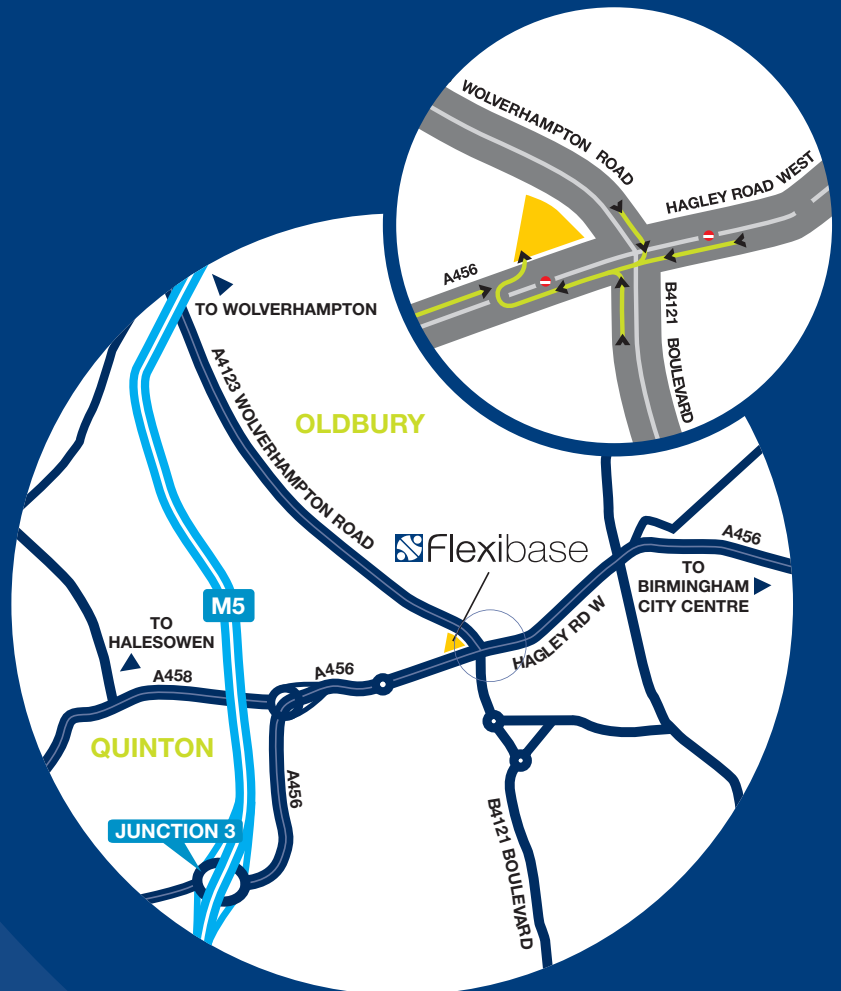 WOLVERHAMPTON ROAD
HAGLEY ROAD WEST
A456
B4121 BOULEVARD
TO WOLVERHAMPTON
A4123 WOLVERHAMPTON ROAD
OLDBURY
Flexibase
A456
TO
BIRMINGHAM
CITY CENTRE
M5
TO
HALESOWEN
HAGLEY RD W
A458
A456
QUINTON
A456
JUNCTION 3
B4121 BOULEVARD